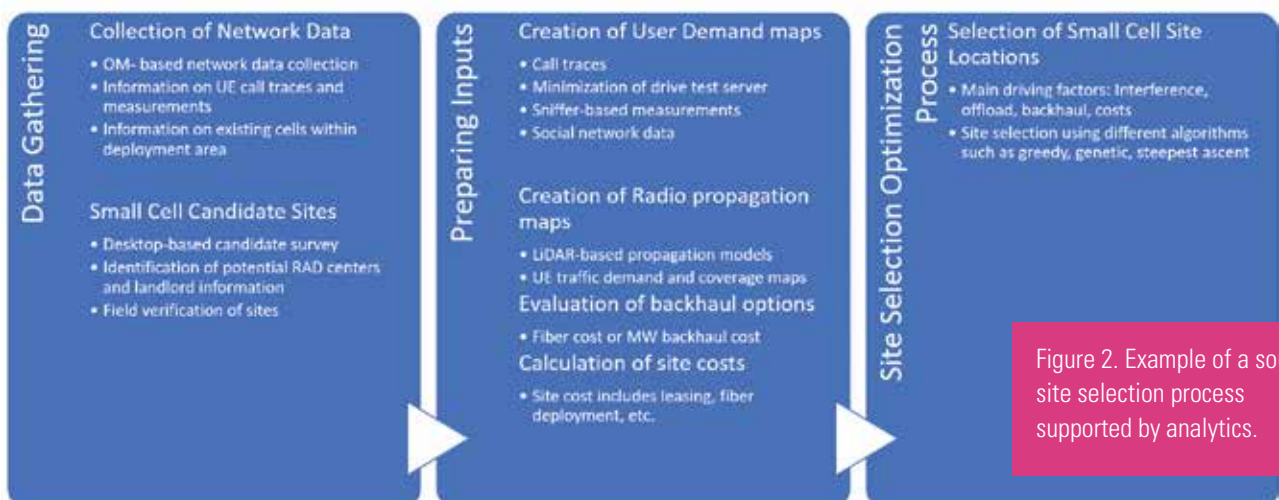 Data Gathering
Collection of Network Data
• OM- based network data collection
• Information on UE call traces and
measurements
• Information on existing cells within
deployment area
Small Cell Candidate Sites
• Desktop-based candidate survey
• Identification of potential RAD centers
and landlord information
• Field verification of sites
Preparing Inputs
Creation of User Demand maps
• Call traces
• Minimization of drive test server
• Sniffer-based measurements
• Social network data
Creation of Radio propagation
maps
• LiDAR-based propagation models
• UE traffic demand and coverage maps
Evaluation of backhaul options
• Fiber cost or MW backhaul cost
Calculation of site costs
• Site cost includes leasing, fiber
deployment, etc.
Site Selection Optimization
Process
Selection of Small Cell Site
Locations
• Main driving factors: Interference,
offload, backhaul, costs
• Site selection using different algorithms
such as greedy, genetic, steepest ascent
Figure 2. Example of a so
site selection process
supported by analytics.